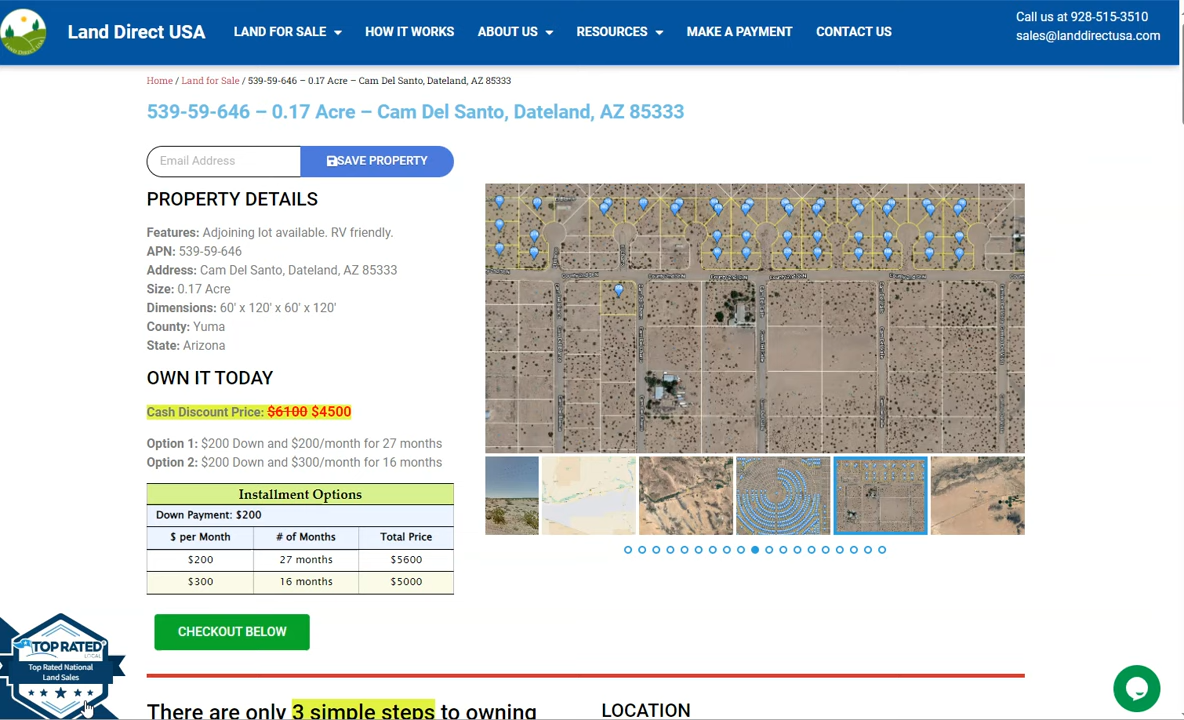 Land Direct USA
LAND FOR SALE
HOW IT WORKS
ABOUT US
RESOURCES
MAKE A PAYMENT
CONTACT US
Call us at 928-515-3510
sales@landdirectusa.com
Home / Land for Sale / 539-59-646 – 0.17 Acre – Cam Del Santo, Dateland, AZ 85333
539-59-646 – 0.17 Acre – Cam Del Santo, Dateland, AZ 85333
Email Address
SAVE PROPERTY
PROPERTY DETAILS
Features: Adjoining lot available. RV friendly.
APN: 539-59-646
Address: Cam Del Santo, Dateland, AZ 85333
Size: 0.17 Acre
Dimensions: 60' x 120' x 60' x 120'
County: Yuma
State: Arizona
OWN IT TODAY
Cash Discount Price: $6100 $4500
Option 1: $200 Down and $200/month for 27 months
Option 2: $200 Down and $300/month for 16 months
Installment Options
Down Payment: $200
$ per Month # of Months Total Price
$200 27 months $5600
$300 16 months $5000
CHECKOUT BELOW
TOP RATED
LOCAL
Top Rated National
Land Sales
There are only 3 simple steps to owning
LOCATION